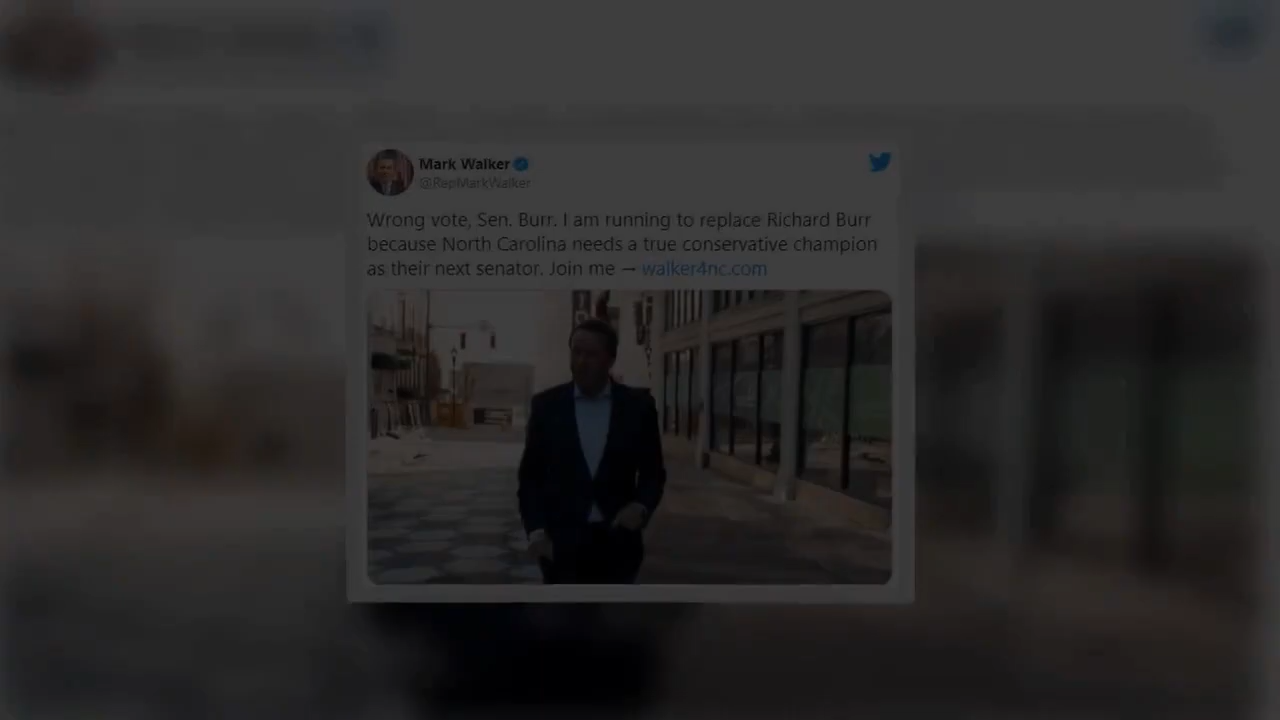 Mark Walker
@RepMarkWalker
Wrong vote, Sen. Burr. I am running to replace Richard Burr
because North Carolina needs a true conservative champion
as their next senator. Join me — walker4nc.com